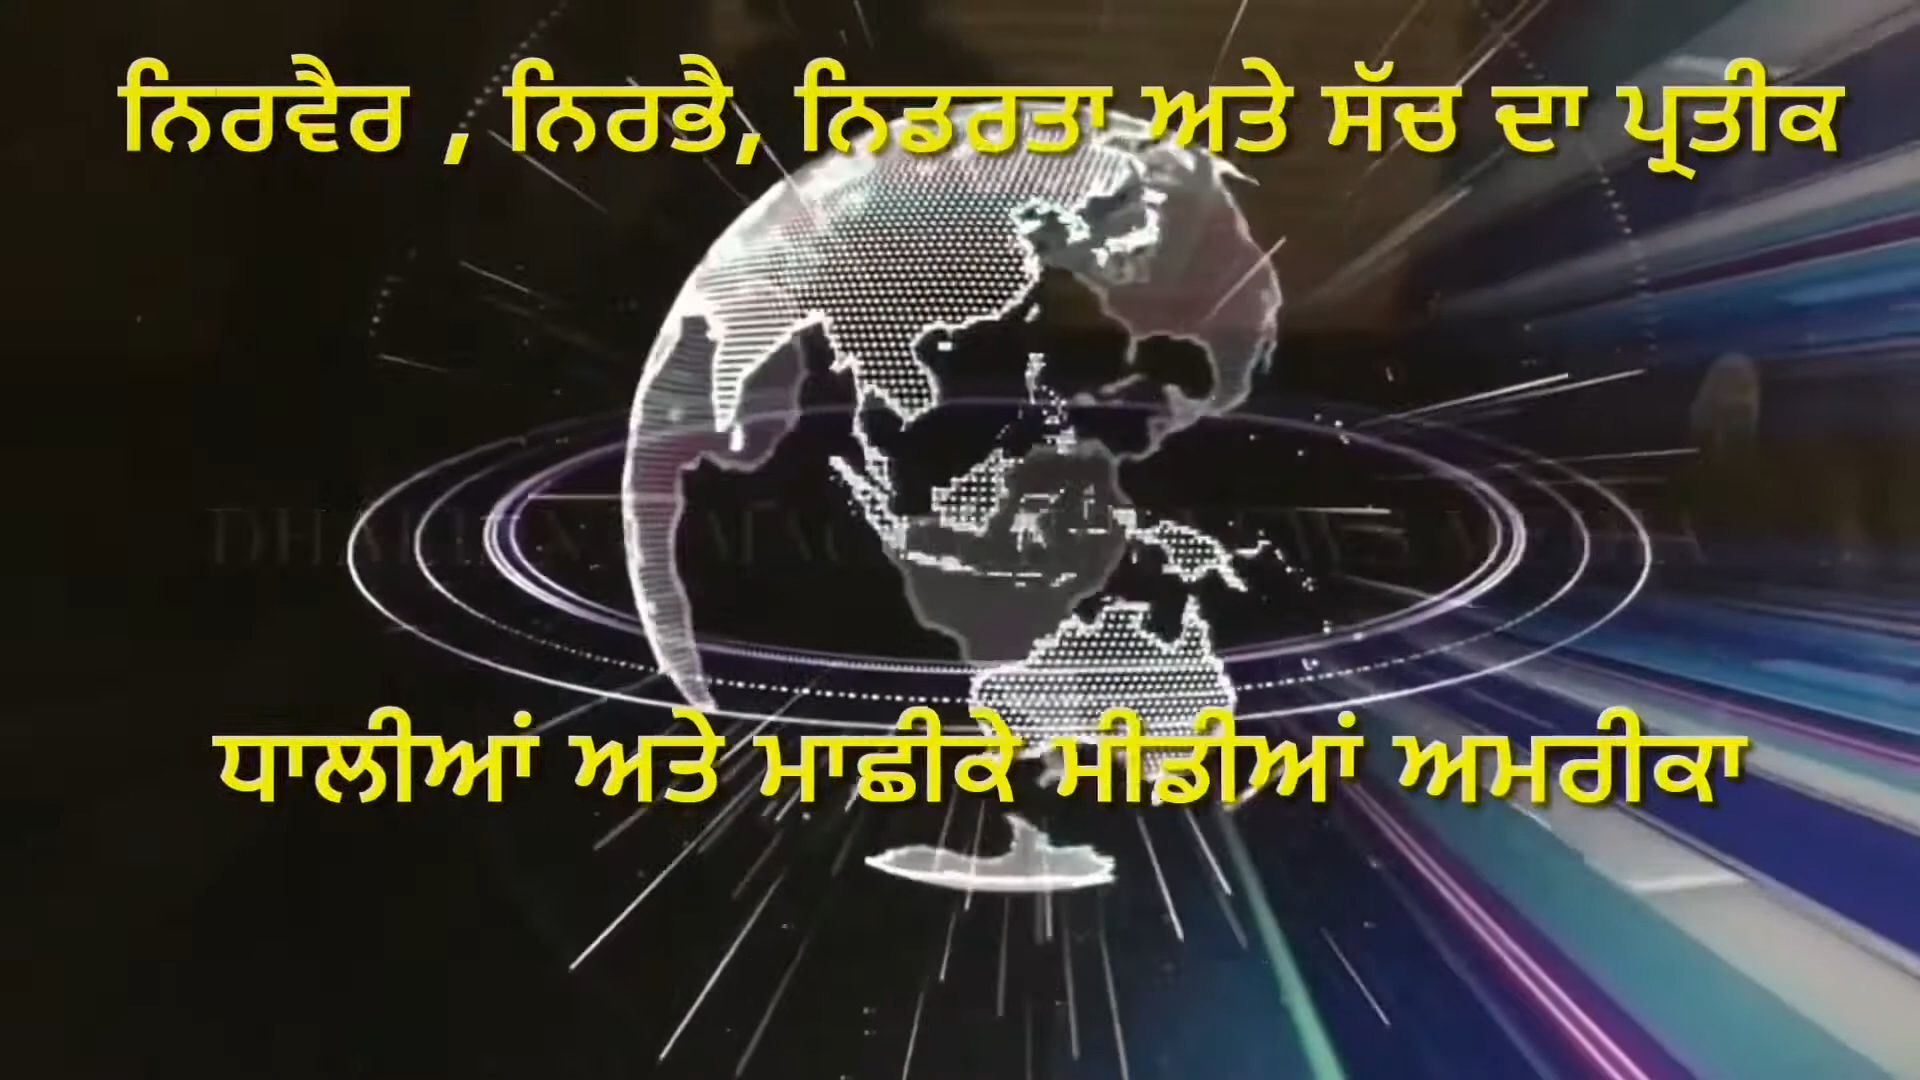 ਨਿਰਵੈਰ , ਨਿਰਭੈ, ਨਿਡਰਤਾ ਅਤੇ ਸੱਚ ਦਾ ਪ੍ਰਤੀਕ
ਧਾਲੀਆਂ ਅਤੇ ਮਾਛੀਕੇ ਮੀਡੀਆਂ ਅਮਰੀਕਾ